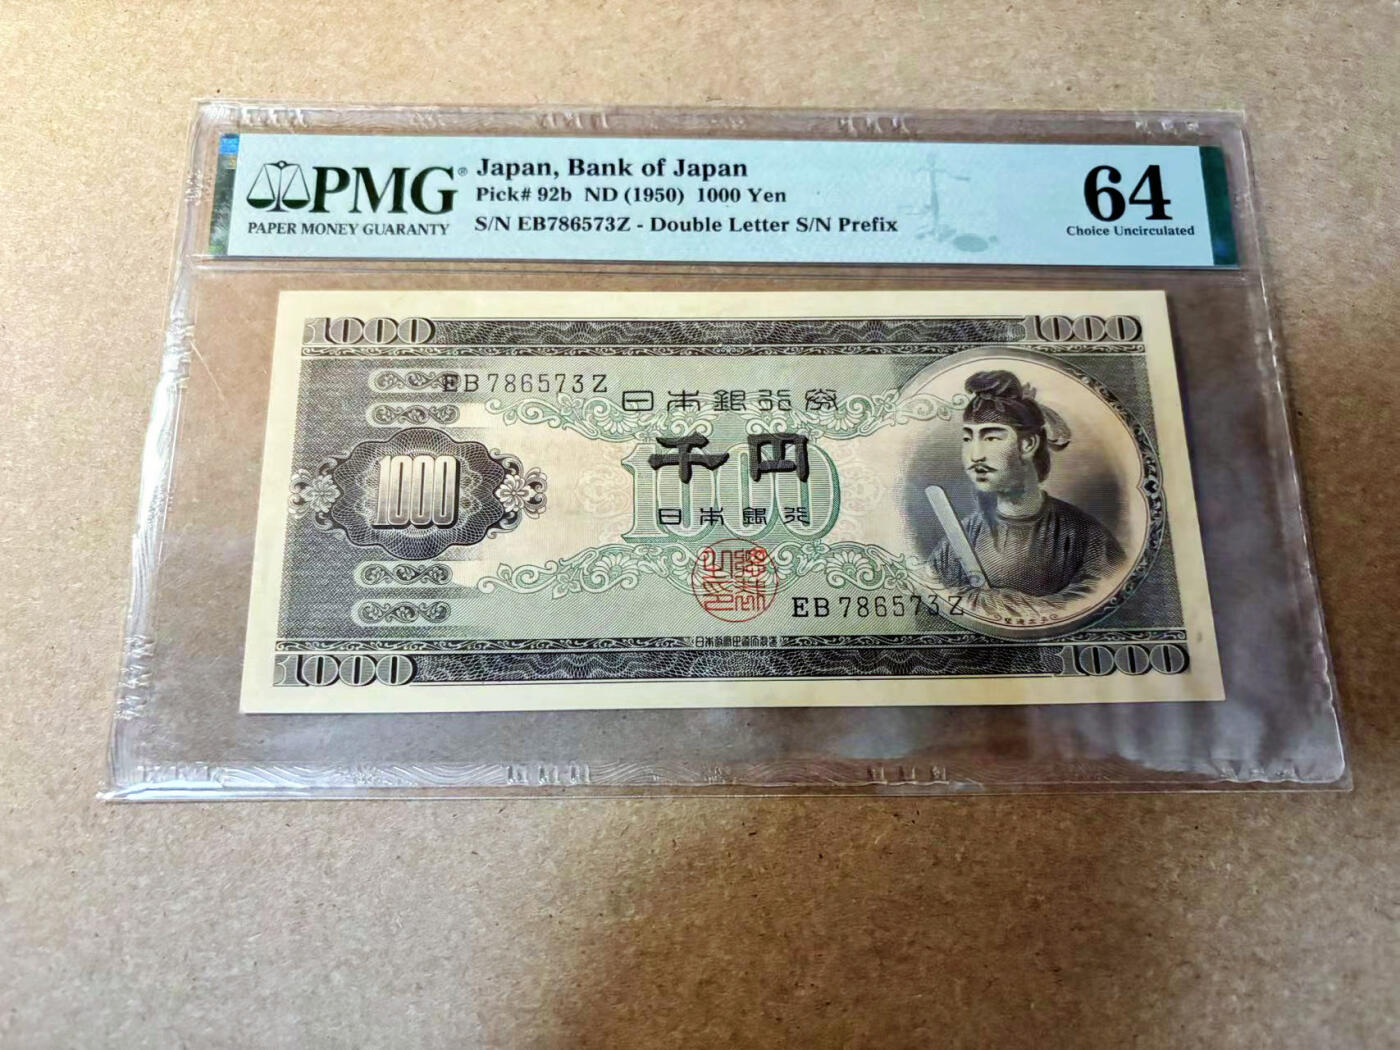 PMG®
PAPER MONEY GUARANTY
Japan, Bank of Japan
Pick# 92b ND (1950) 1000 Yen
S/N EB786573Z - Double Letter S/N Prefix
64
Choice Uncirculated
1000
1000
EB786573Z
日本銀行券
千円
1000
1000
日本銀行
EB786573Z
1000
1000